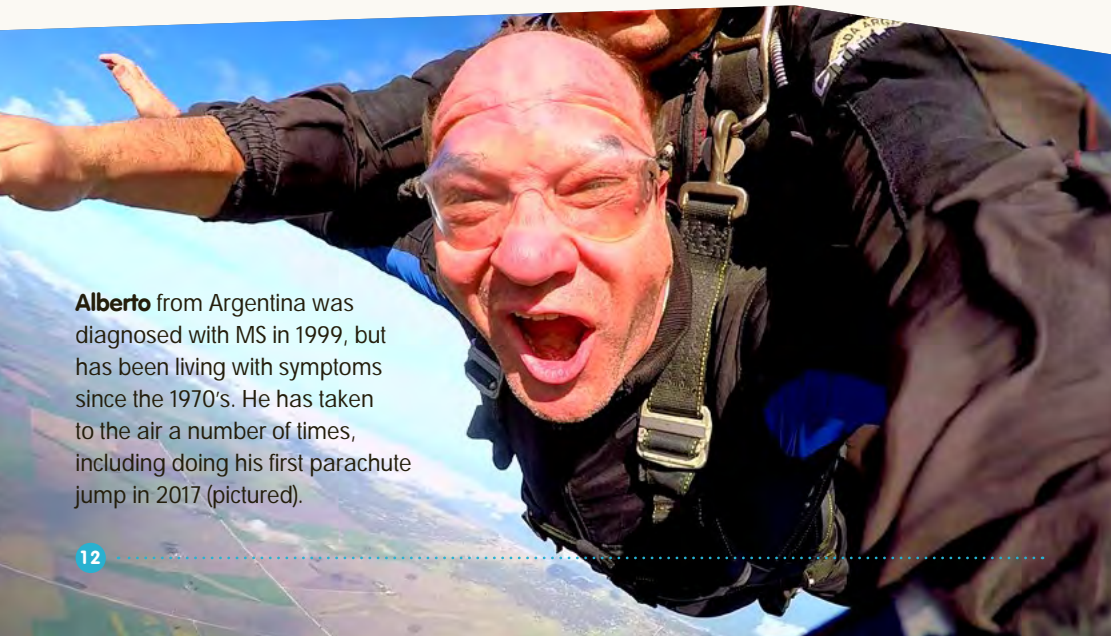 Alberto from Argentina was
diagnosed with MS in 1999, but
has been living with symptoms
since the 1970's. He has taken
to the air a number of times,
including doing his first parachute
jump in 2017 (pictured).
12